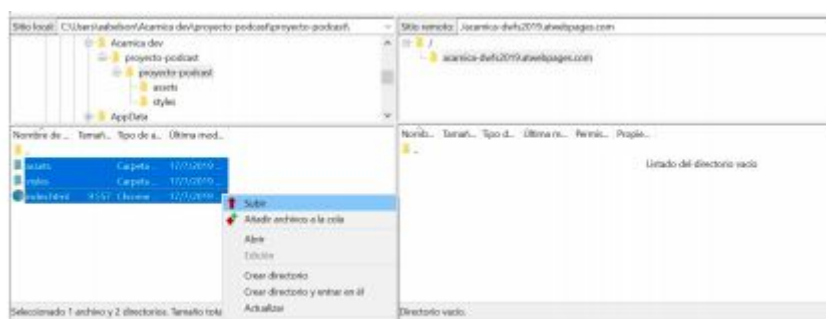 Sitio local: C:\Users\aabelson\Acamica dev\proyecto-podcast\proyecto-podcast\
Acamica dev
proyecto-podcast
proyecto-podcast
assets
styles
AppData
Nombre de ... Tamañ... Tipo de a... Última mod...
..
assets Carpeta ... 17/7/2019 ...
styles Carpeta ... 17/7/2019 ...
index.html 9557 Chrome ... 17/7/2019 ...
Seleccionado 1 archivo y 2 directorios. Tamaño tota
Subir
Añadir archivos a la cola
Abrir
Edición
Crear directorio
Crear directorio y entrar en él
Actualizar
Sitio remoto: /acamica-dwfs2019.atwebpages.com
/
acamica-dwfs2019.atwebpages.com
Nomb... Tamañ... Tipo d... Última m... Permis... Propie...
..
Listado del directorio vacío
Directorio vacío.